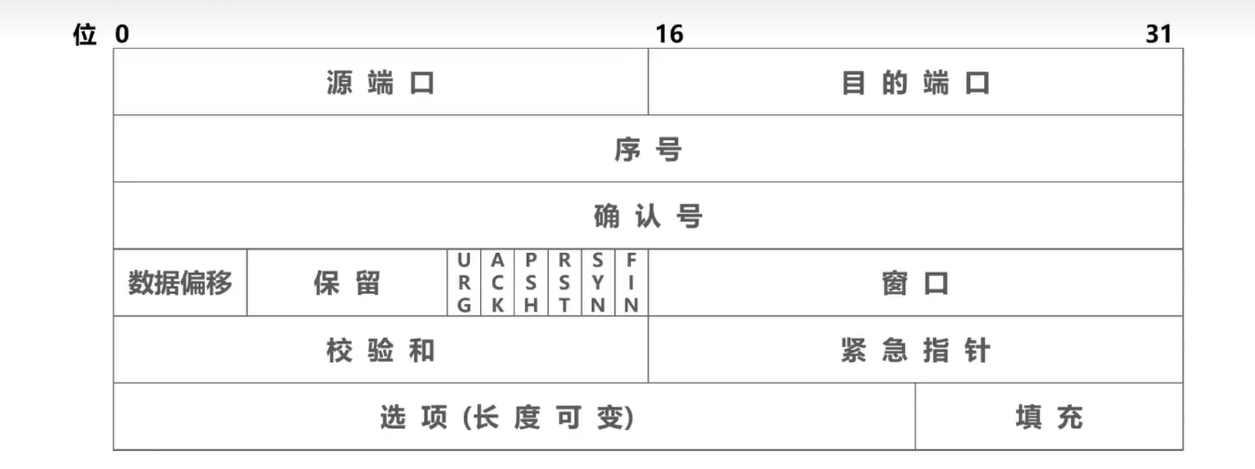 位 0 16 31
源 端 口 目 的 端 口
序 号
确 认 号
数据偏移 保 留 URG ACK PSH RST SYN FIN 窗 口
校 验 和 紧 急 指 针
选 项 (长 度 可 变) 填 充